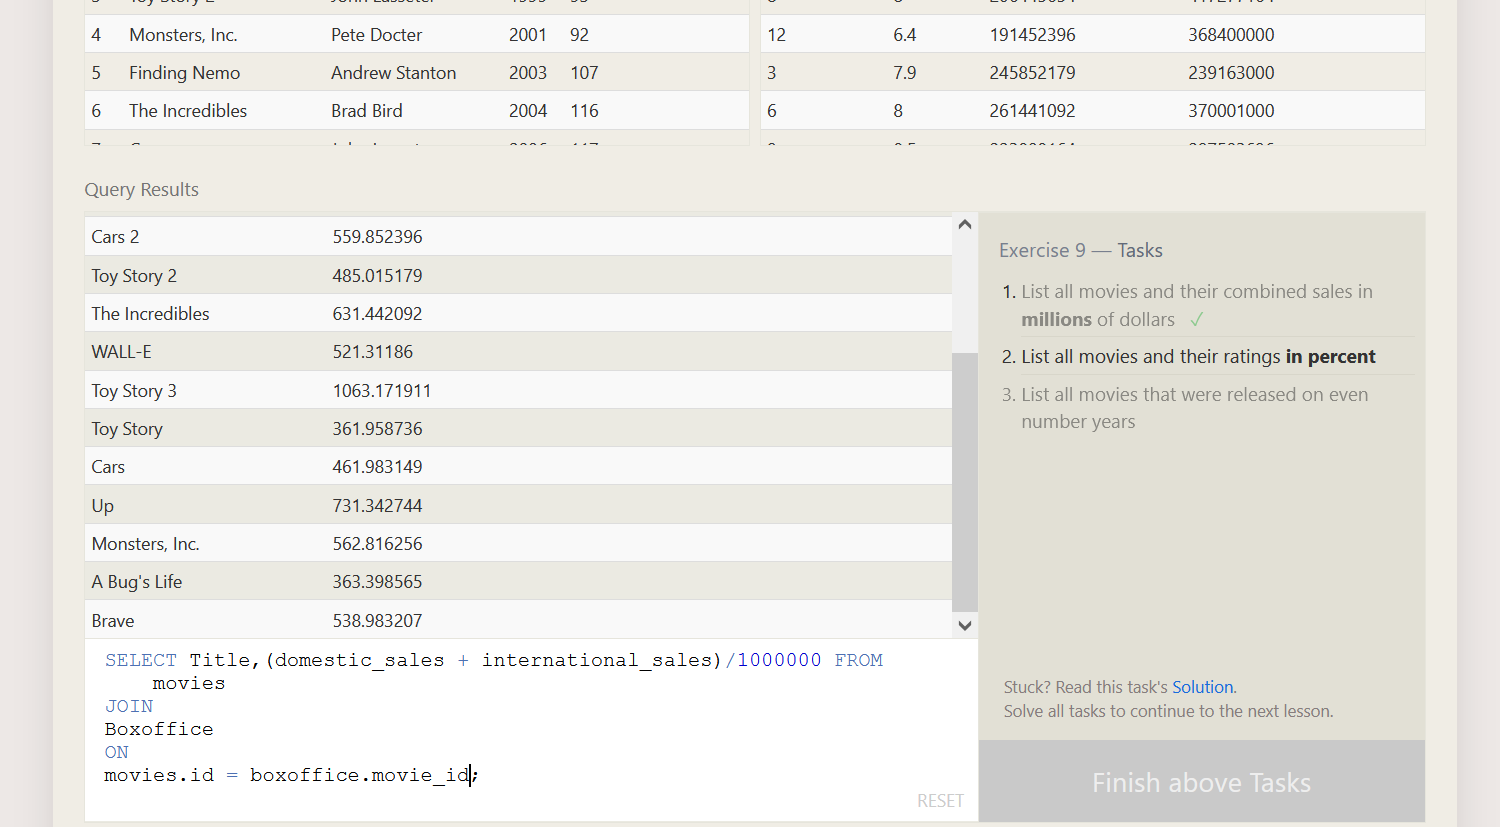 4 Monsters, Inc. Pete Docter 2001 92 12 6.4 191452396 368400000
5 Finding Nemo Andrew Stanton 2003 107 3 7.9 245852179 239163000
6 The Incredibles Brad Bird 2004 116 6 8 261441092 370001000
Query Results
Cars 2 559.852396
Toy Story 2 485.015179
The Incredibles 631.442092
WALL-E 521.31186
Toy Story 3 1063.171911
Toy Story 361.958736
Cars 461.983149
Up 731.342744
Monsters, Inc. 562.816256
A Bug's Life 363.398565
Brave 538.983207
SELECT Title,(domestic_sales + international_sales)/1000000 FROM
movies
JOIN
Boxoffice
ON
movies.id = boxoffice.movie_id;
RESET
Exercise 9 — Tasks
1. List all movies and their combined sales in
millions of dollars ✓
2. List all movies and their ratings in percent
3. List all movies that were released on even
number years
Stuck? Read this task's Solution.
Solve all tasks to continue to the next lesson.
Finish above Tasks